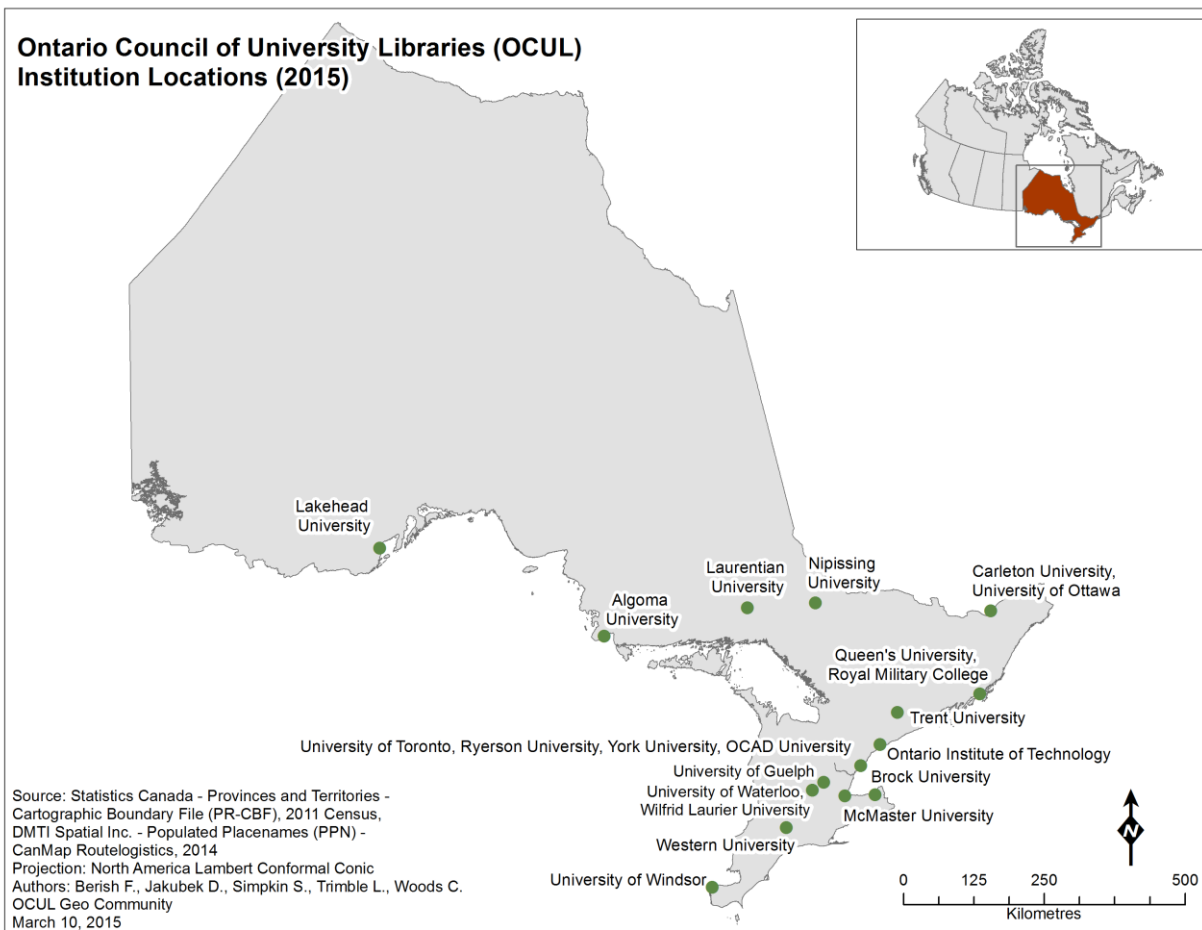 Ontario Council of University Libraries (OCUL)
Institution Locations (2015)
Lakehead
University
Algoma
University
Laurentian
University
Nipissing
University
Carleton University,
University of Ottawa
Queen's University,
Royal Military College
Trent University
University of Toronto, Ryerson University, York University, OCAD University
Ontario Institute of Technology
University of Guelph
Brock University
University of Waterloo,
Wilfrid Laurier University
McMaster University
Western University
University of Windsor
Source: Statistics Canada - Provinces and Territories -
Cartographic Boundary File (PR-CBF), 2011 Census,
DMTI Spatial Inc. - Populated Placenames (PPN) -
CanMap Routelogistics, 2014
Projection: North America Lambert Conformal Conic
Authors: Berish F., Jakubek D., Simpkin S., Trimble L., Woods C.
OCUL Geo Community
March 10, 2015
N
0 125 250 500
Kilometres